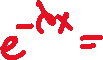 e^{-λx} =